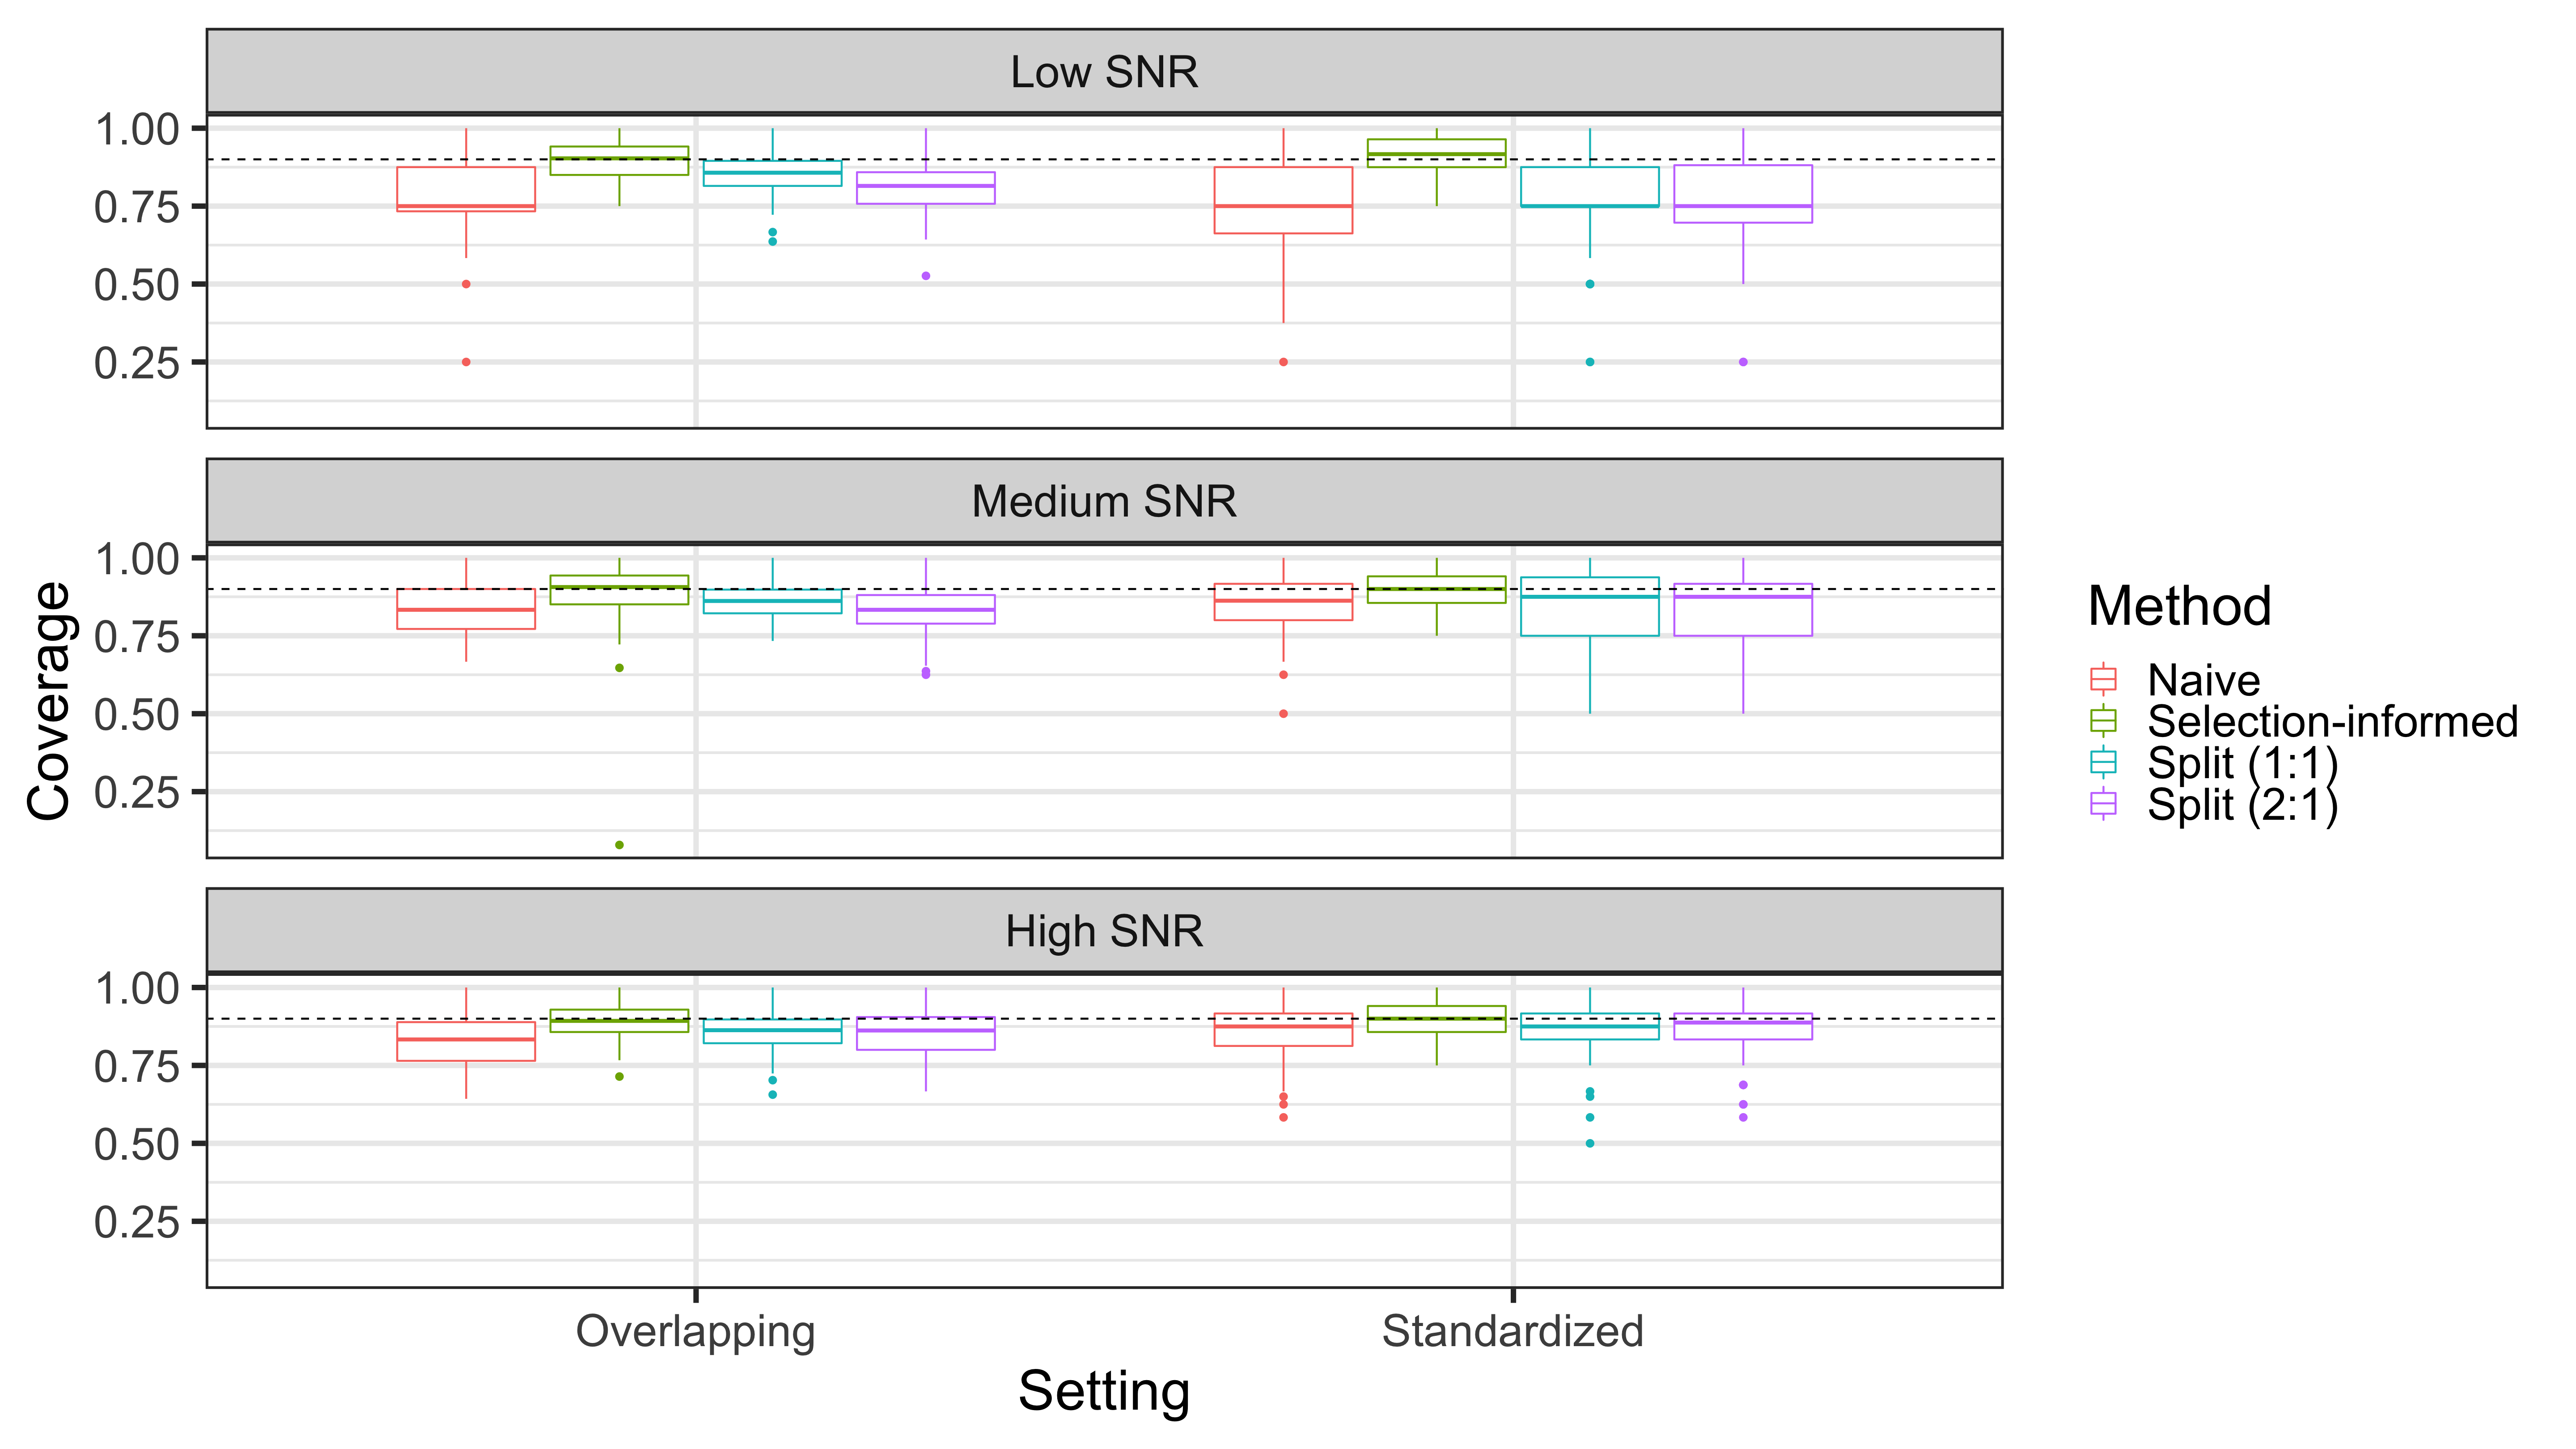 Low SNR
1.00
0.75
0.50
0.25
Medium SNR
1.00
0.75
0.50
0.25
High SNR
1.00
0.75
0.50
0.25
Coverage
Overlapping
Standardized
Setting
Method
Naive
Selection-informed
Split (1:1)
Split (2:1)